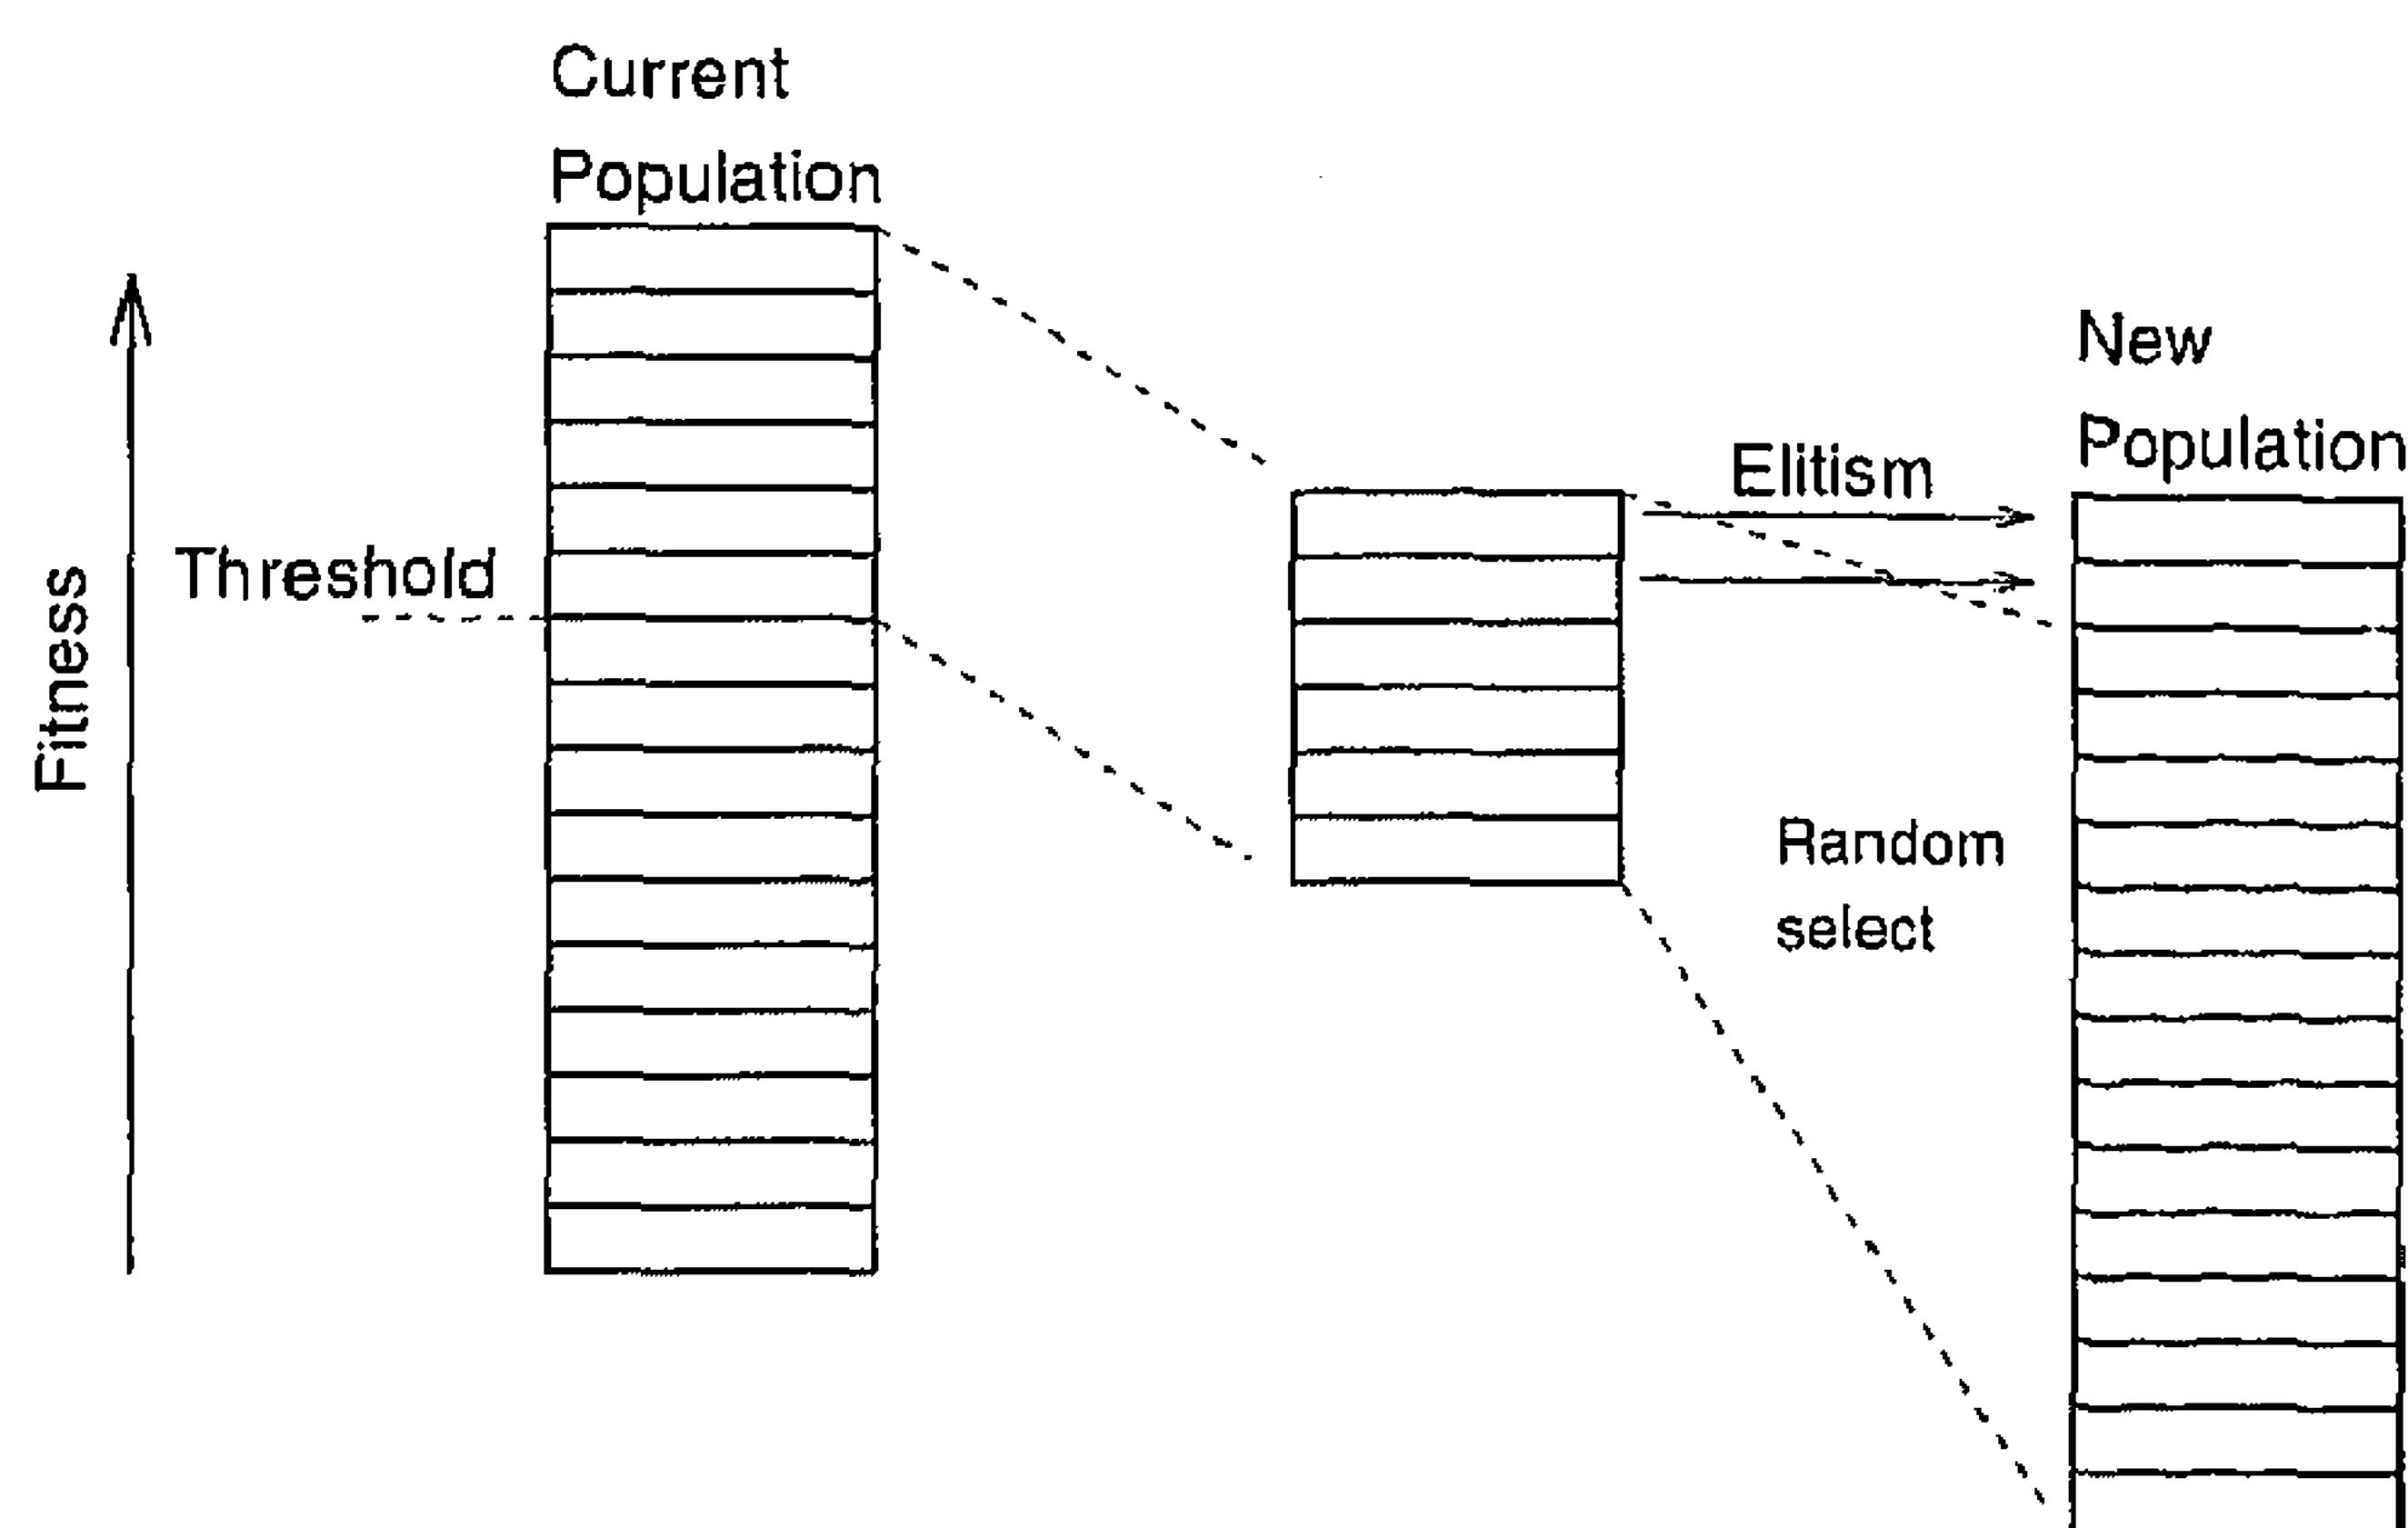 Current
Population
Fitness
Threshold
Elitism
New
Population
Random
select